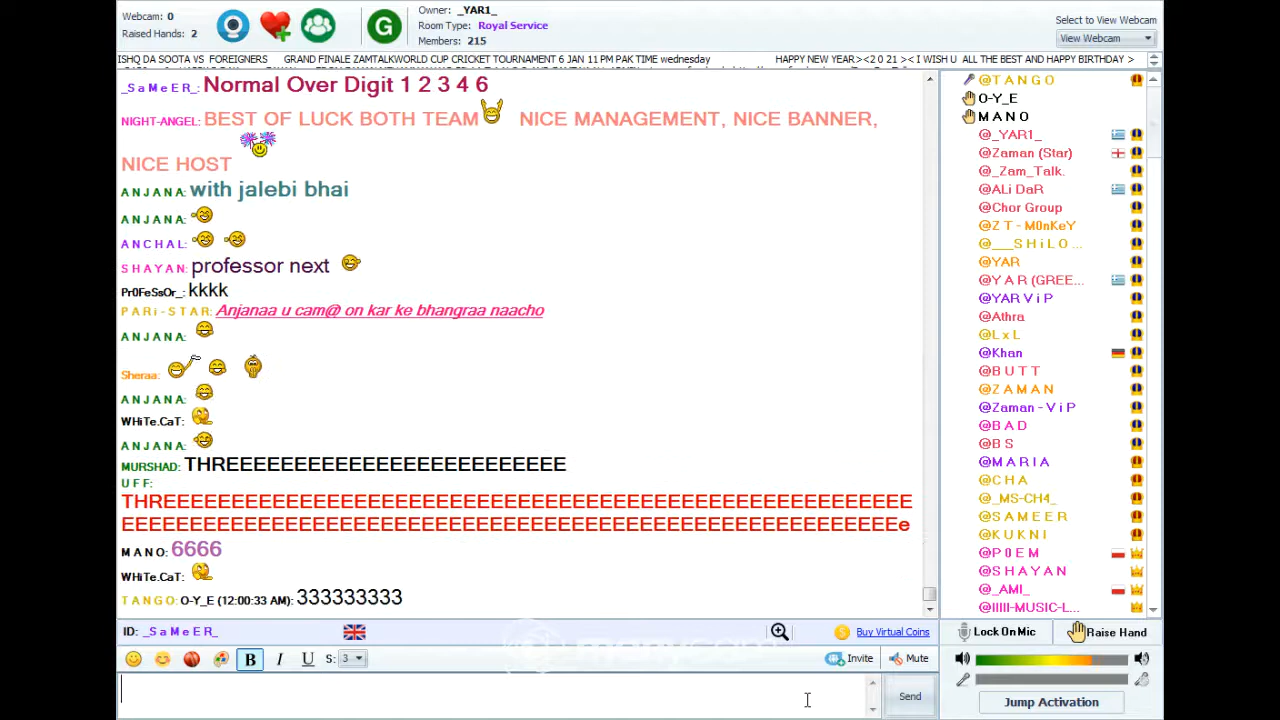 Webcam: 0
Raised Hands: 2
G
Owner: _YAR1_
Room Type: Royal Service
Members: 215
Select to View Webcam
View Webcam
ISHQ DA SOOTA VS FOREIGNERS GRAND FINALE ZAMTALKWORLD CUP CRICKET TOURNAMENT 6 JAN 11 PM PAK TIME wednesday HAPPY NEW YEAR><2 0 21 ><I WISH U ALL THE BEST AND HAPPY BIRTHDAY >
_SaMeER_: Normal Over Digit 1 2 3 4 6
NIGHT-ANGEL: BEST OF LUCK BOTH TEAM NICE MANAGEMENT, NICE BANNER,
NICE HOST
ANJANA: with jalebi bhai
ANJANA:
ANCHAL:
SHAYAN: professor next
Pr0FeSsOr_: kkkk
PARi-STAR: Anjanaa u cam@ on kar ke bhangraa naacho
ANJANA:
Sheraa:
ANJANA:
WHiTe.CaT:
ANJANA:
MURSHAD: THREEEEEEEEEEEEEEEEEEEEEEEEE
UFF:
THREEEEEEEEEEEEEEEEEEEEEEEEEEEEEEEEEEEEEEEEEEEEEEEEEEEEEEE
EEEEEEEEEEEEEEEEEEEEEEEEEEEEEEEEEEEEEEEEEEEEEEEEEEEEEEEEEe
MANO: 6666
WHiTe.CaT:
TANGO: O-Y_E (12:00:33 AM): 333333333
@TANGO
O-Y_E
MANO
@_YAR1_
@Zaman (Star)
@_Zam_Talk.
@ALi DaR
@Chor Group
@Z T - M0nKeY
@___SHiLO...
@YAR
@Y A R (GREE...
@YAR V i P
@Athra
@L x L
@Khan
@BUTT
@ZAMAN
@Zaman - V i P
@BAD
@BS
@MARIA
@CHA
@_MS-CH4_
@SAMEER
@KUKNI
@P0EM
@SHAYAN
@_AMI_
@IIIII-MUSIC-L...
ID: _SaMeER_
Buy Virtual Coins
Lock On Mic
Raise Hand
B I U S: 3
Invite
Mute
Send
Jump Activation